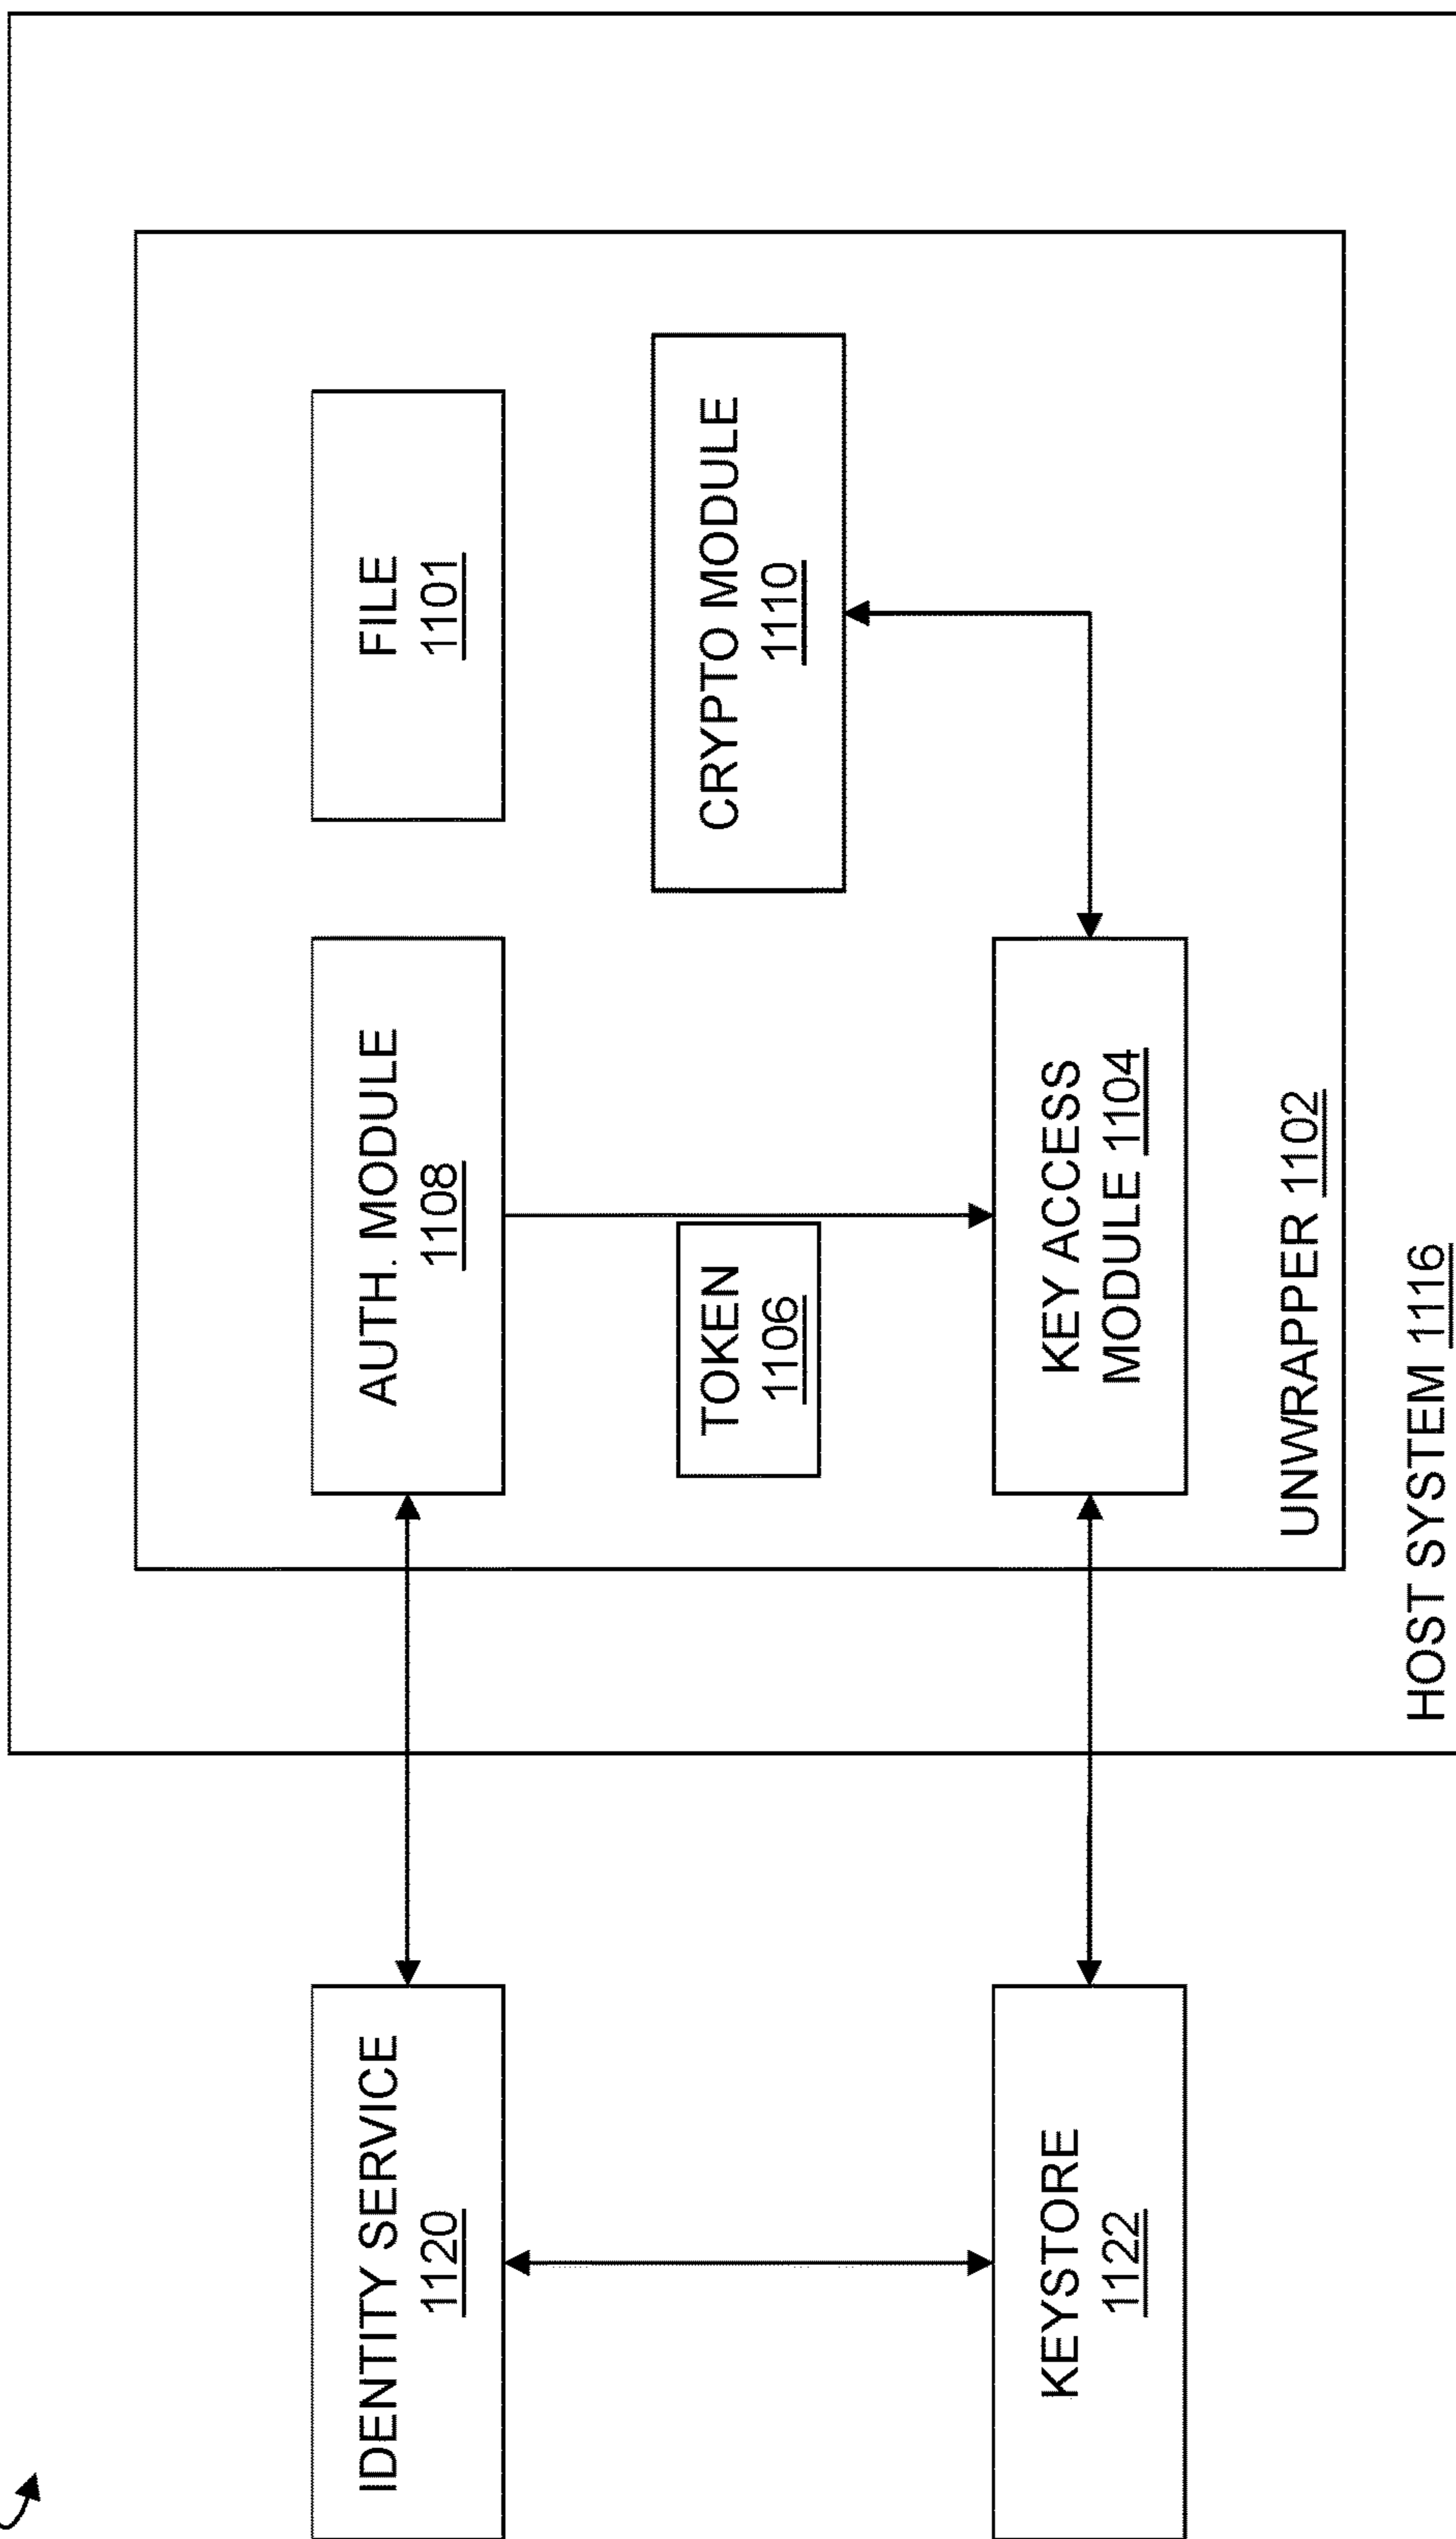 IDENTITY SERVICE
1120
AUTH. MODULE
1108
FILE
1101
TOKEN
1106
CRYPTO MODULE
1110
KEYSTORE
1122
KEY ACCESS
MODULE 1104
UNWRAPPER 1102
HOST SYSTEM 1116